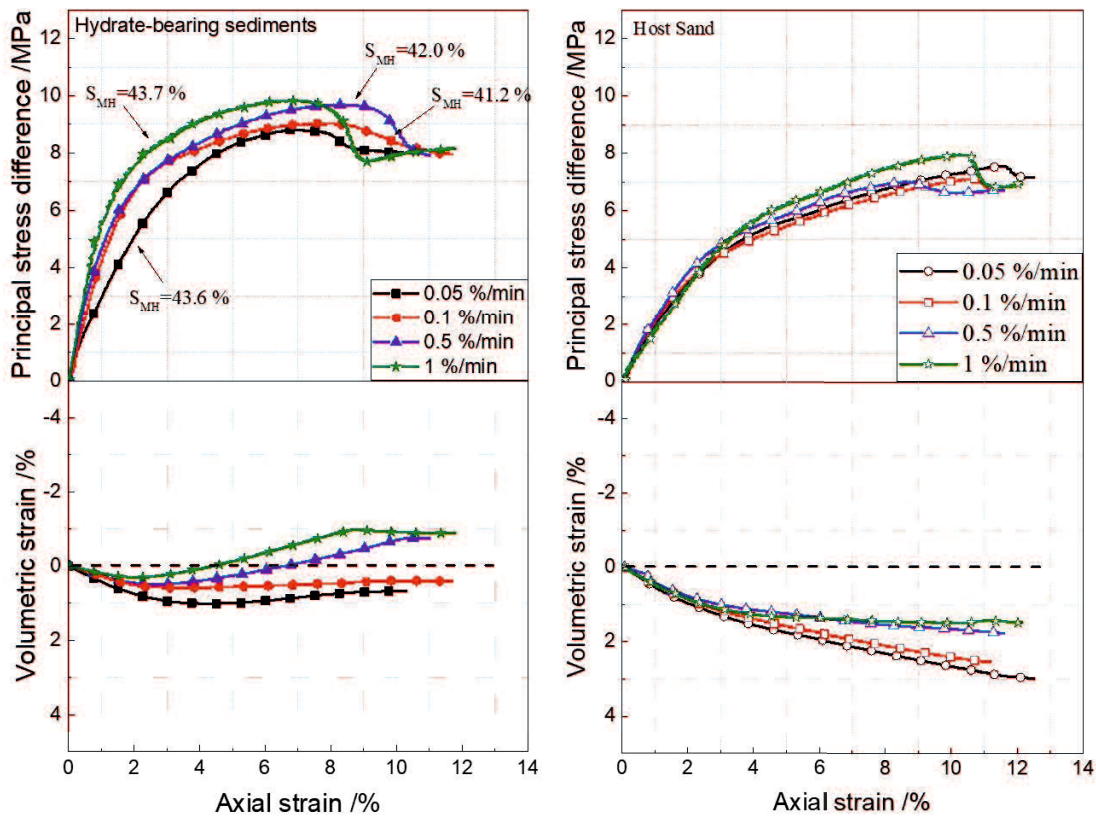 Hydrate-bearing sediments
S_MH=42.0 %
S_MH=43.7 %
S_MH=41.2 %
S_MH=43.6 %
0.05 %/min
0.1 %/min
0.5 %/min
1 %/min
Principal stress difference /MPa
12
10
8
6
4
2
0
Volumetric strain /%
-4
-2
0
2
4
0 2 4 6 8 10 12 14
Axial strain /%
Host Sand
0.05 %/min
0.1 %/min
0.5 %/min
1 %/min
Principal stress difference /MPa
12
10
8
6
4
2
0
Volumetric strain /%
-4
-2
0
2
4
0 2 4 6 8 10 12 14
Axial strain /%